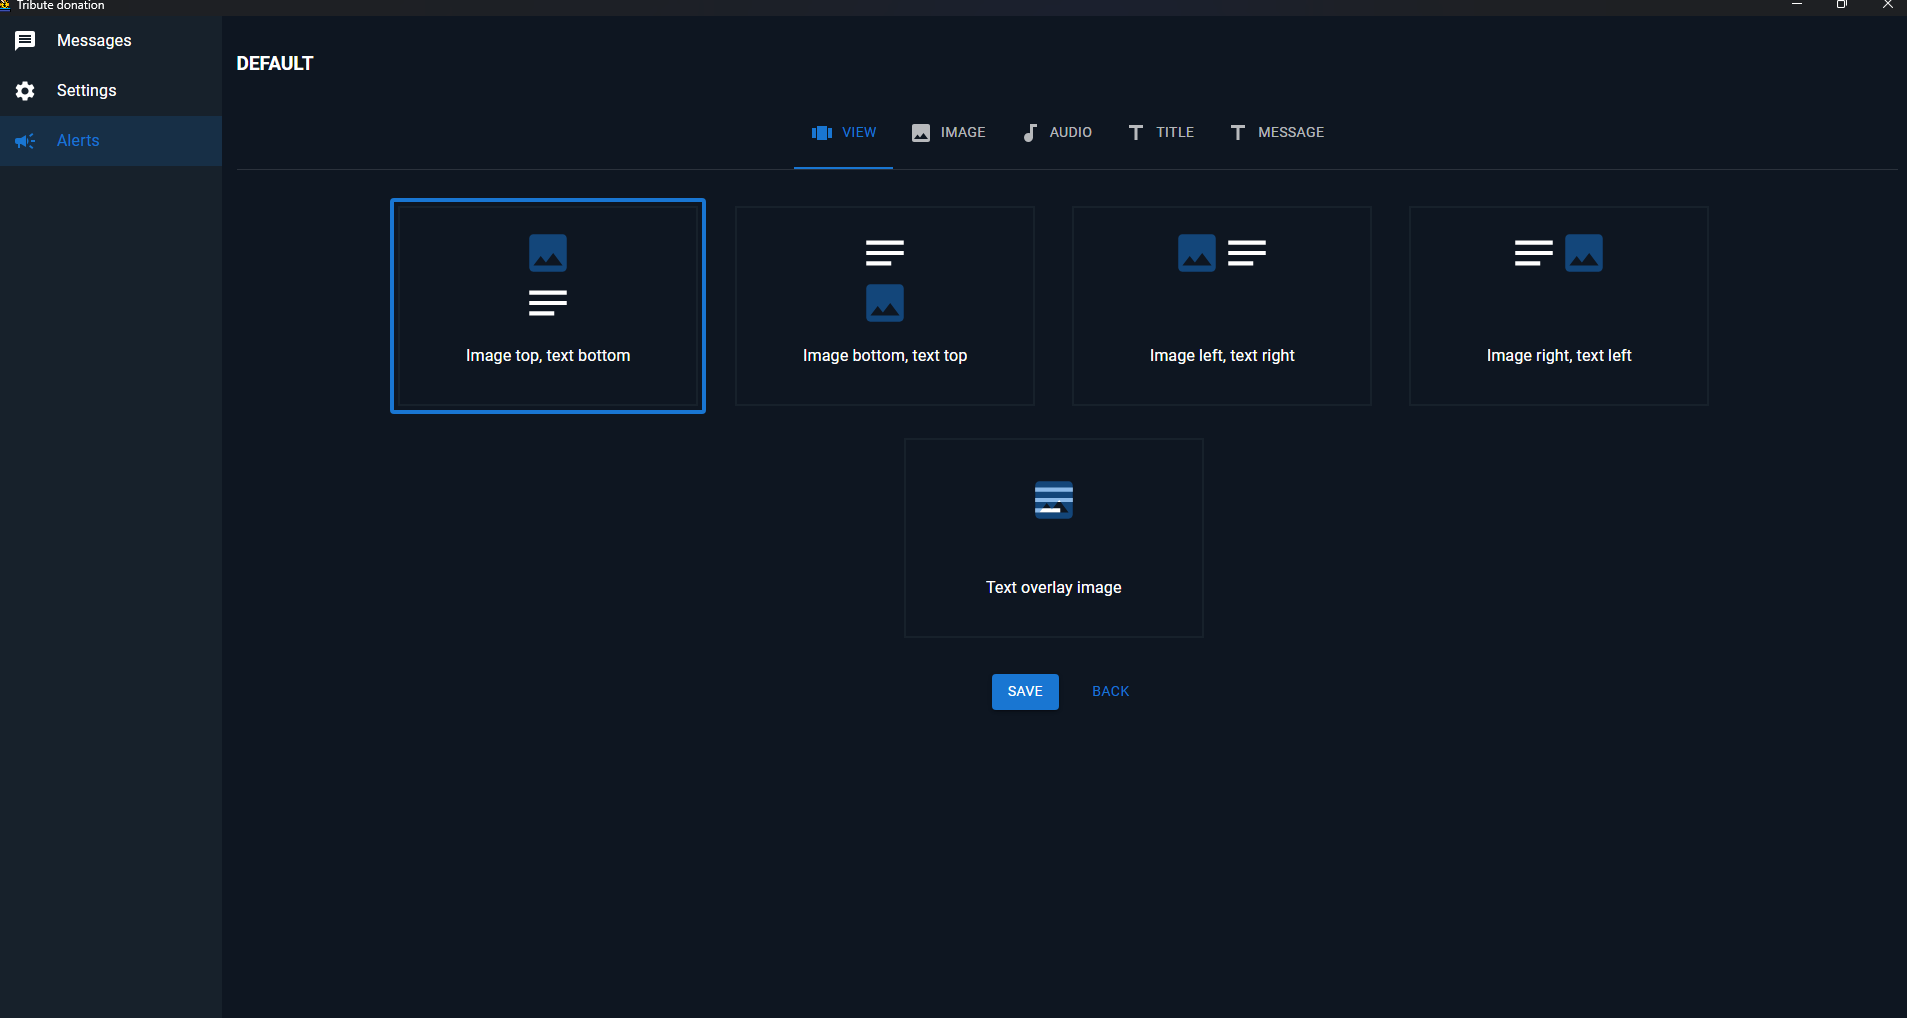 Tribute donation
Messages
Settings
Alerts
DEFAULT
VIEW IMAGE AUDIO TITLE MESSAGE
Image top, text bottom
Image bottom, text top
Image left, text right
Image right, text left
Text overlay image
SAVE BACK